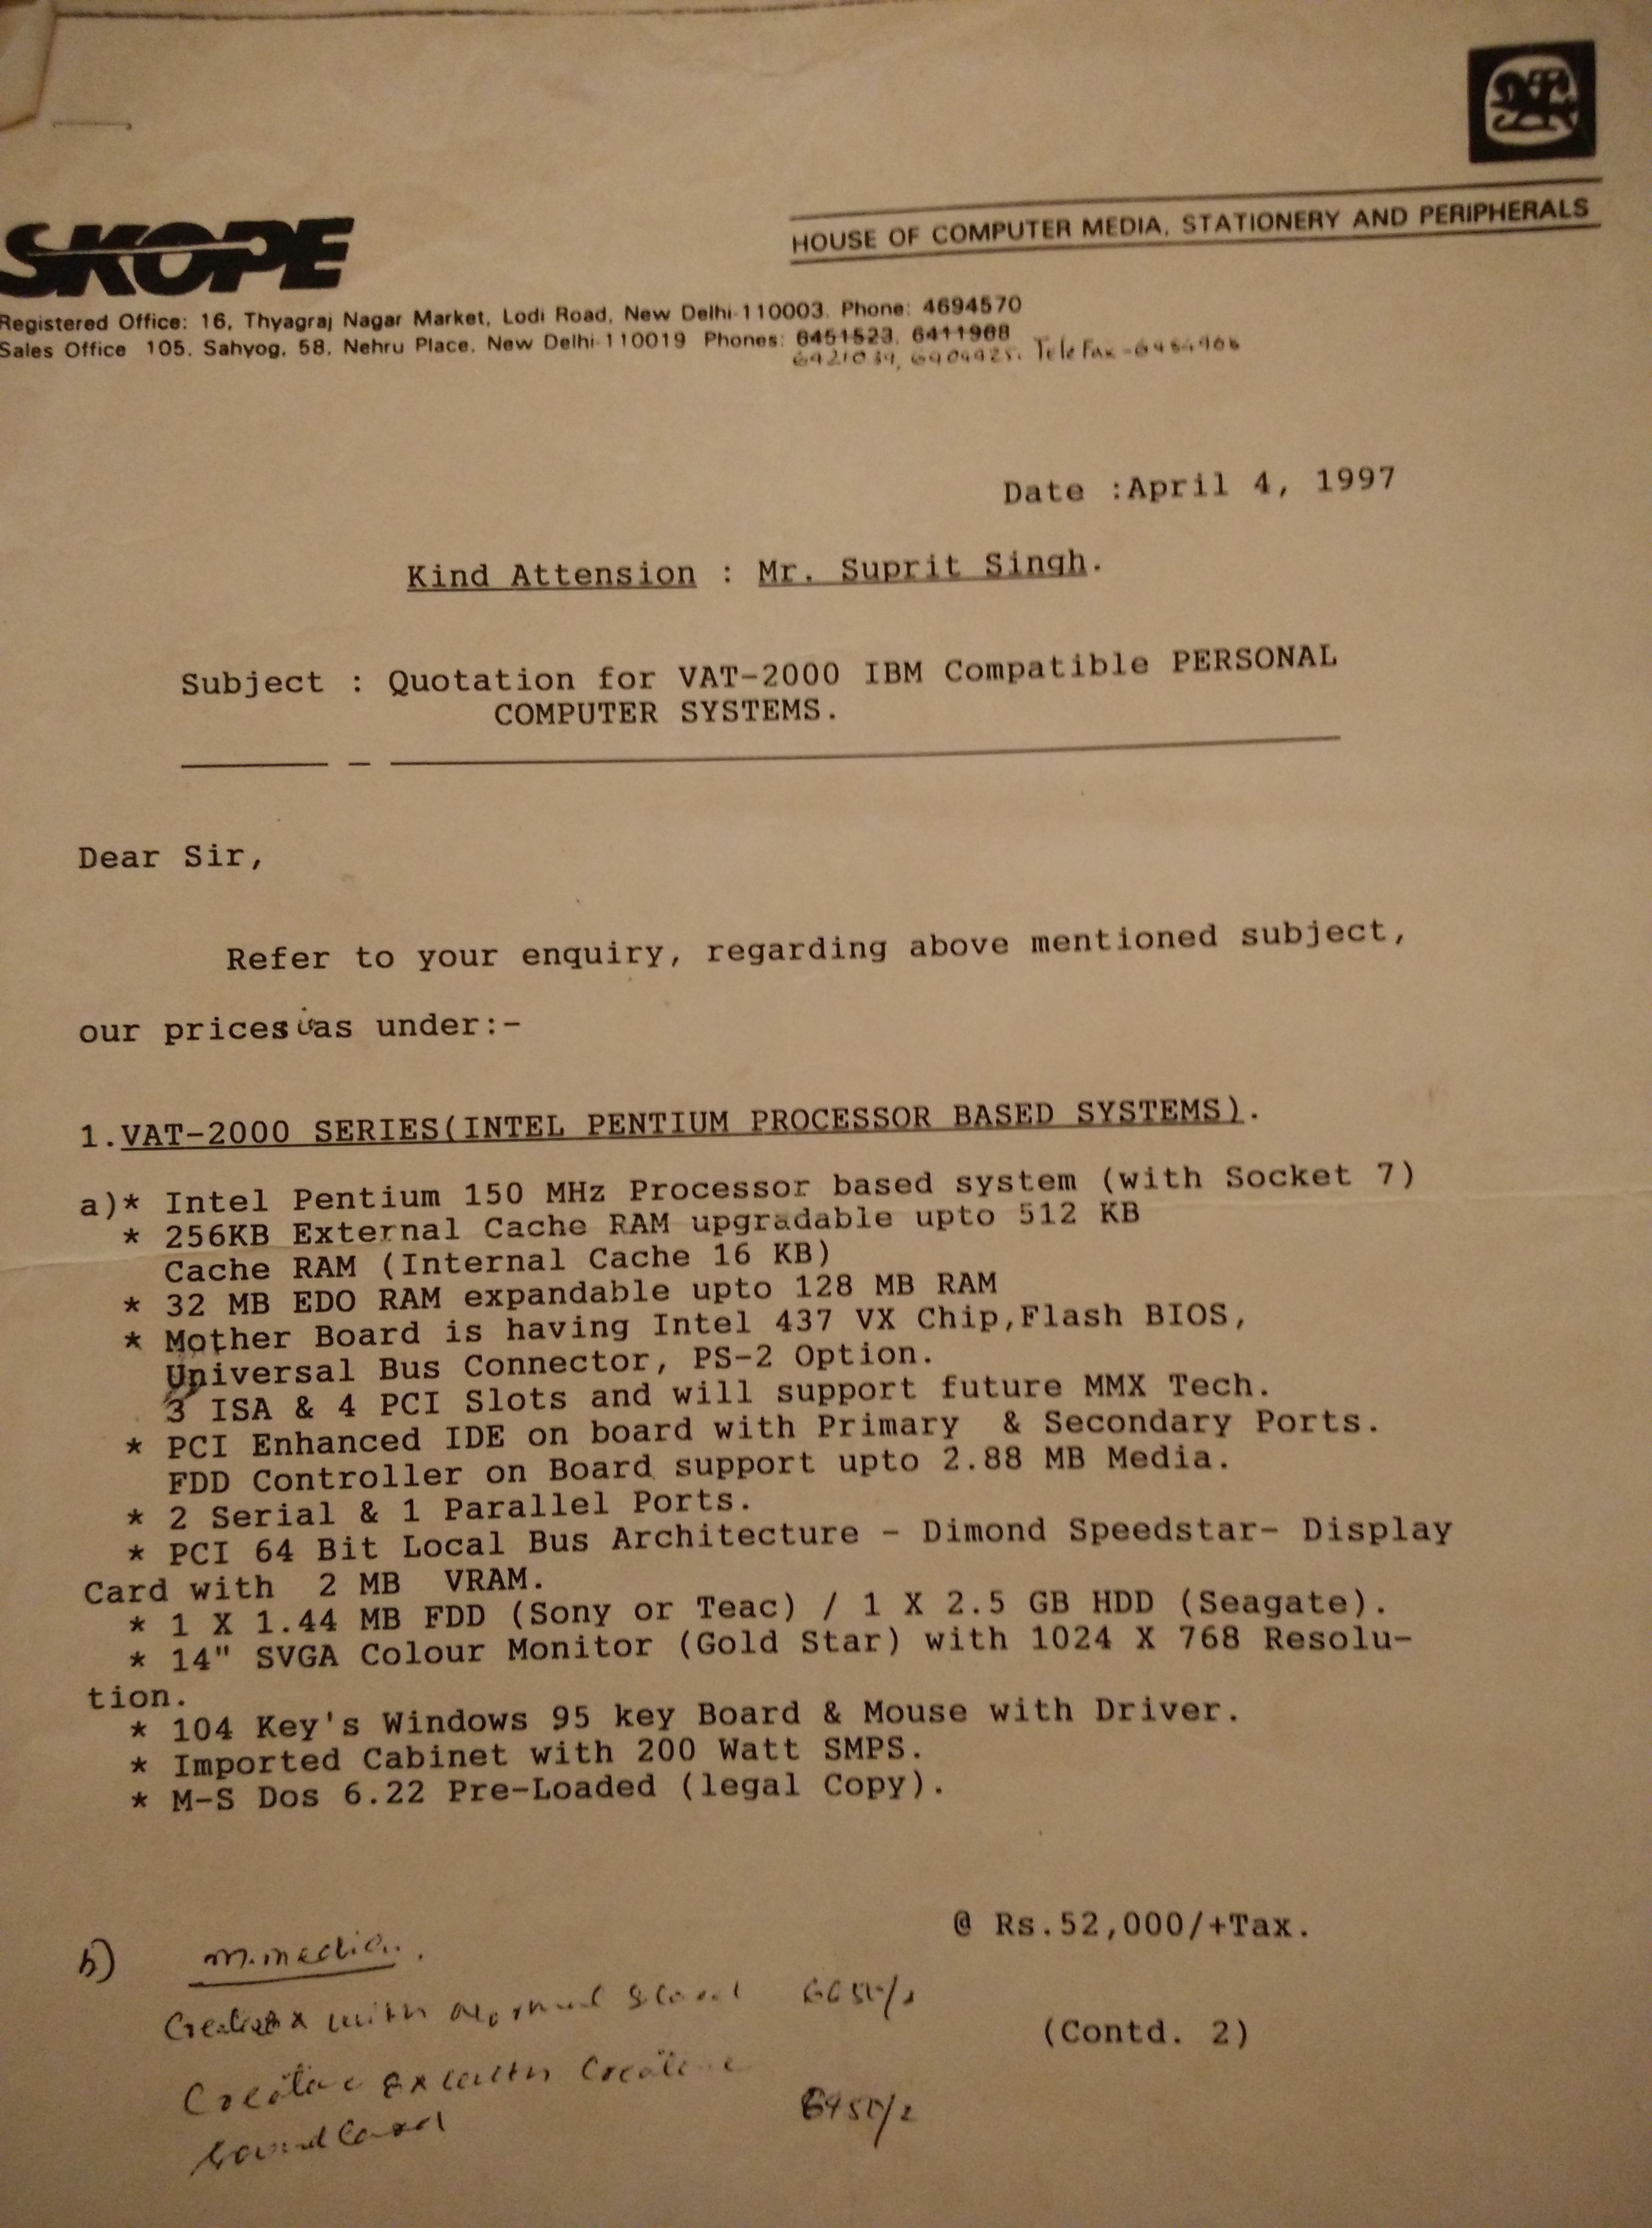 SKOPE
HOUSE OF COMPUTER MEDIA, STATIONERY AND PERIPHERALS
Registered Office: 16, Thyagraj Nagar Market, Lodi Road, New Delhi-110003. Phone: 4694570
Sales Office 105, Sahyog, 58, Nehru Place, New Delhi-110019 Phones: 6451523, 6411968
Tele Fax -
Date :April 4, 1997
Kind Attension : Mr. Suprit Singh.
Subject : Quotation for VAT-2000 IBM Compatible PERSONAL
COMPUTER SYSTEMS.
Dear Sir,
Refer to your enquiry, regarding above mentioned subject,
our prices as under:-
1.VAT-2000 SERIES(INTEL PENTIUM PROCESSOR BASED SYSTEMS).
a)* Intel Pentium 150 MHz Processor based system (with Socket 7)
* 256KB External Cache RAM upgradable upto 512 KB
Cache RAM (Internal Cache 16 KB)
* 32 MB EDO RAM expandable upto 128 MB RAM
* Mother Board is having Intel 437 VX Chip,Flash BIOS,
Universal Bus Connector, PS-2 Option.
3 ISA & 4 PCI Slots and will support future MMX Tech.
* PCI Enhanced IDE on board with Primary & Secondary Ports.
FDD Controller on Board support upto 2.88 MB Media.
* 2 Serial & 1 Parallel Ports.
* PCI 64 Bit Local Bus Architecture - Dimond Speedstar- Display
Card with 2 MB VRAM.
* 1 X 1.44 MB FDD (Sony or Teac) / 1 X 2.5 GB HDD (Seagate).
* 14" SVGA Colour Monitor (Gold Star) with 1024 X 768 Resolu-
tion.
* 104 Key's Windows 95 key Board & Mouse with Driver.
* Imported Cabinet with 200 Watt SMPS.
* M-S Dos 6.22 Pre-Loaded (legal Copy).
@ Rs.52,000/+Tax.
b) M.media.
with
(Contd. 2)
Creative 8x with Creative
Sound Card